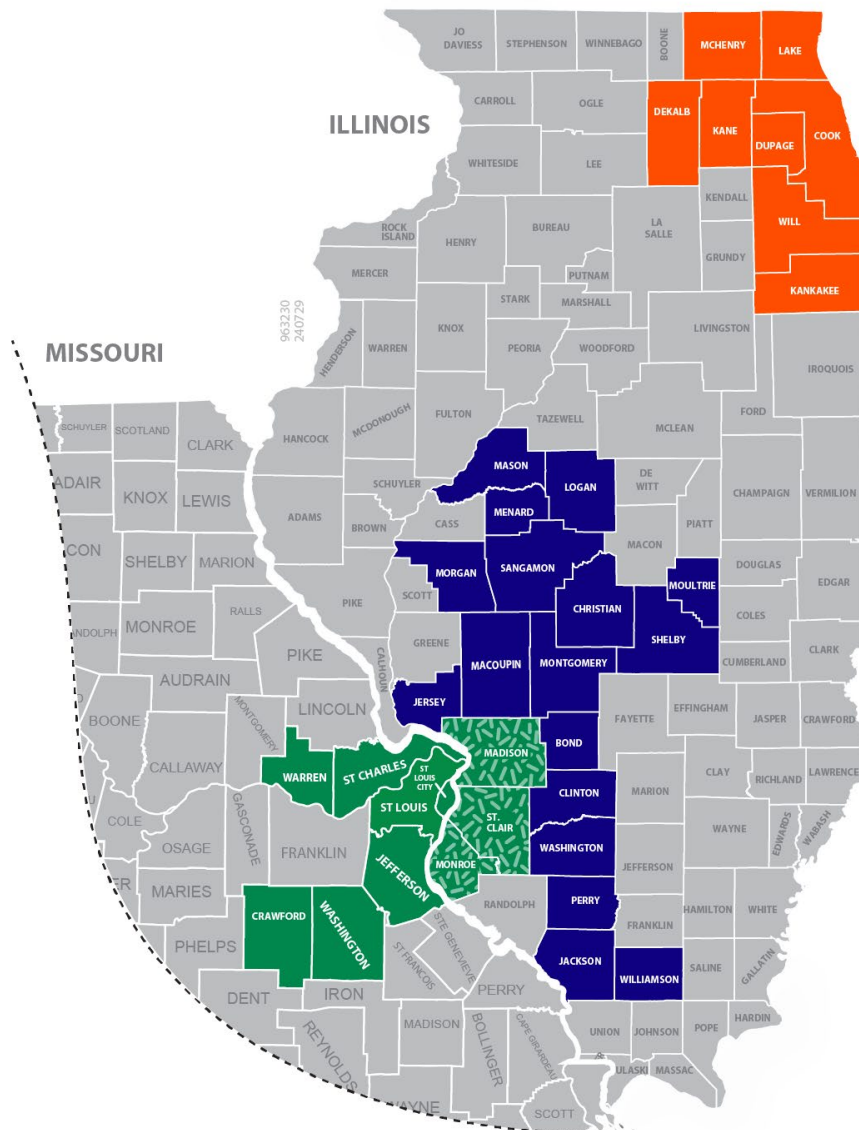 JO
DAVIESS
STEPHENSON
WINNEBAGO
BOONE
MCHENRY
LAKE
CARROLL
OGLE
DEKALB
KANE
DUPAGE
COOK
ILLINOIS
WHITESIDE
LEE
KENDALL
WILL
ROCK
ISLAND
HENRY
BUREAU
LA
SALLE
GRUNDY
MERCER
PUTNAM
KANKAKEE
STARK
MARSHALL
963230
240729
HENDERSON
WARREN
KNOX
PEORIA
WOODFORD
LIVINGSTON
MISSOURI
IROQUOIS
FULTON
TAZEWELL
MCLEAN
FORD
SCHUYLER
SCOTLAND
CLARK
HANCOCK
MCDONOUGH
MASON
LOGAN
DE
WITT
ADAIR
KNOX
LEWIS
SCHUYLER
MENARD
CHAMPAIGN
VERMILION
ADAMS
BROWN
CASS
PIATT
MACON
CON
SHELBY
MARION
MORGAN
SANGAMON
MOULTRIE
DOUGLAS
EDGAR
SCOTT
CHRISTIAN
PIKE
COLES
RALLS
NDOLPH
MONROE
GREENE
SHELBY
CLARK
PIKE
CALHOUN
MACOUPIN
MONTGOMERY
CUMBERLAND
AUDRAIN
JERSEY
BOONE
MONTGOMERY
LINCOLN
FAYETTE
EFFINGHAM
JASPER
CRAWFORD
MADISON
BOND
CALLAWAY
WARREN
ST CHARLES
ST
LOUIS
CITY
CLAY
RICHLAND
LAWRENCE
CLINTON
MARION
U
COLE
GASCONADE
ST LOUIS
ST.
CLAIR
WAYNE
EDWARDS
WABASH
OSAGE
FRANKLIN
WASHINGTON
JEFFERSON
MONROE
JEFFERSON
ER
MARIES
RANDOLPH
PERRY
HAMILTON
WHITE
CRAWFORD
WASHINGTON
FRANKLIN
PHELPS
STE GENEVIEVE
ST FRANCOIS
JACKSON
WILLIAMSON
SALINE
GALLATIN
DENT
IRON
PERRY
HARDIN
MADISON
BOLLINGER
CAPE GIRARDEAU
UNION
JOHNSON
POPE
REYNOLDS
ER
ULASKI
MASSAC
WAYNE
SCOTT